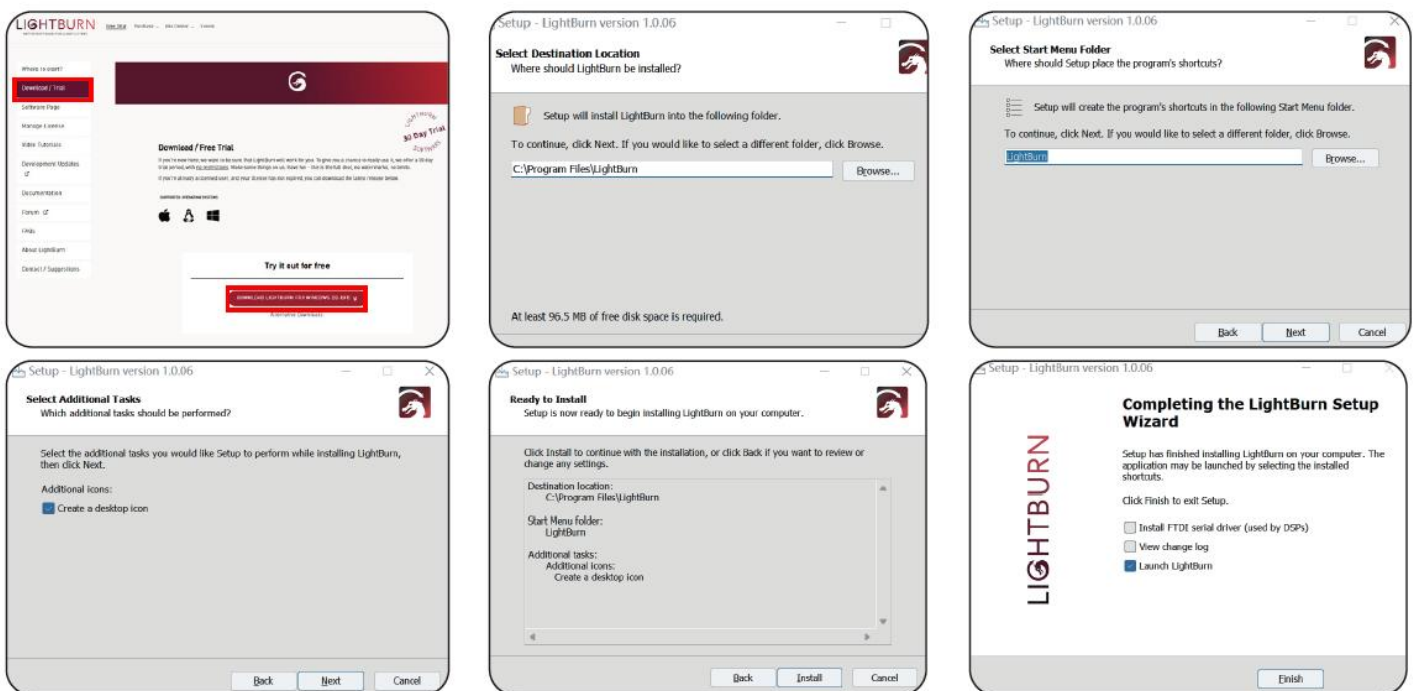 LIGHTBURN
Free Trial
Where to start?
Download / Trial
Software Page
Manage License
Video Tutorials
Development Updates
Documentation
Forum
FAQs
About LightBurn
Contact / Suggestions
30 Day Trial
Download / Free Trial
Try it out for free
DOWNLOAD LIGHTBURN FOR WINDOWS
Setup - LightBurn version 1.0.06
Select Destination Location
Where should LightBurn be installed?
Setup will install LightBurn into the following folder.
To continue, click Next. If you would like to select a different folder, click Browse.
C:\Program Files\LightBurn
Browse...
At least 96.5 MB of free disk space is required.
Setup - LightBurn version 1.0.06
Select Start Menu Folder
Where should Setup place the program's shortcuts?
Setup will create the program's shortcuts in the following Start Menu folder.
To continue, click Next. If you would like to select a different folder, click Browse.
LightBurn
Browse...
Back Next Cancel
Setup - LightBurn version 1.0.06
Select Additional Tasks
Which additional tasks should be performed?
Select the additional tasks you would like Setup to perform while installing LightBurn,
then click Next.
Additional icons:
Create a desktop icon
Back Next Cancel
Setup - LightBurn version 1.0.06
Ready to Install
Setup is now ready to begin installing LightBurn on your computer.
Click Install to continue with the installation, or click Back if you want to review or
change any settings.
Destination location:
C:\Program Files\LightBurn
Start Menu folder:
LightBurn
Additional tasks:
Additional icons:
Create a desktop icon
Back Install Cancel
Setup - LightBurn version 1.0.06
LIGHTBURN
Completing the LightBurn Setup
Wizard
Setup has finished installing LightBurn on your computer. The
application may be launched by selecting the installed
shortcuts.
Click Finish to exit Setup.
Install FTDI serial driver (used by DSPs)
View change log
Launch LightBurn
Finish